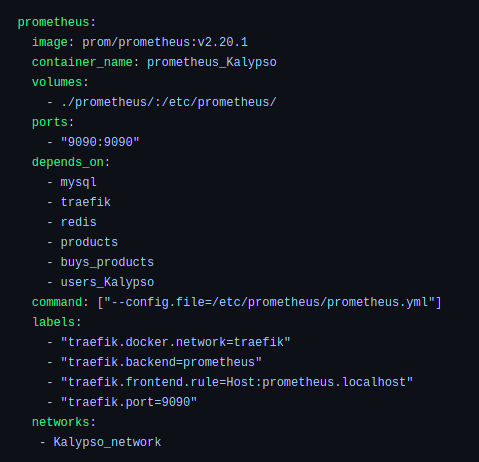 prometheus:
  image: prom/prometheus:v2.20.1
  container_name: prometheus_Kalypso
  volumes:
    - ./prometheus/:/etc/prometheus/
  ports:
    - "9090:9090"
  depends_on:
    - mysql
    - traefik
    - redis
    - products
    - buys_products
    - users_Kalypso
  command: ["--config.file=/etc/prometheus/prometheus.yml"]
  labels:
    - "traefik.docker.network=traefik"
    - "traefik.backend=prometheus"
    - "traefik.frontend.rule=Host:prometheus.localhost"
    - "traefik.port=9090"
  networks:
   - Kalypso_network